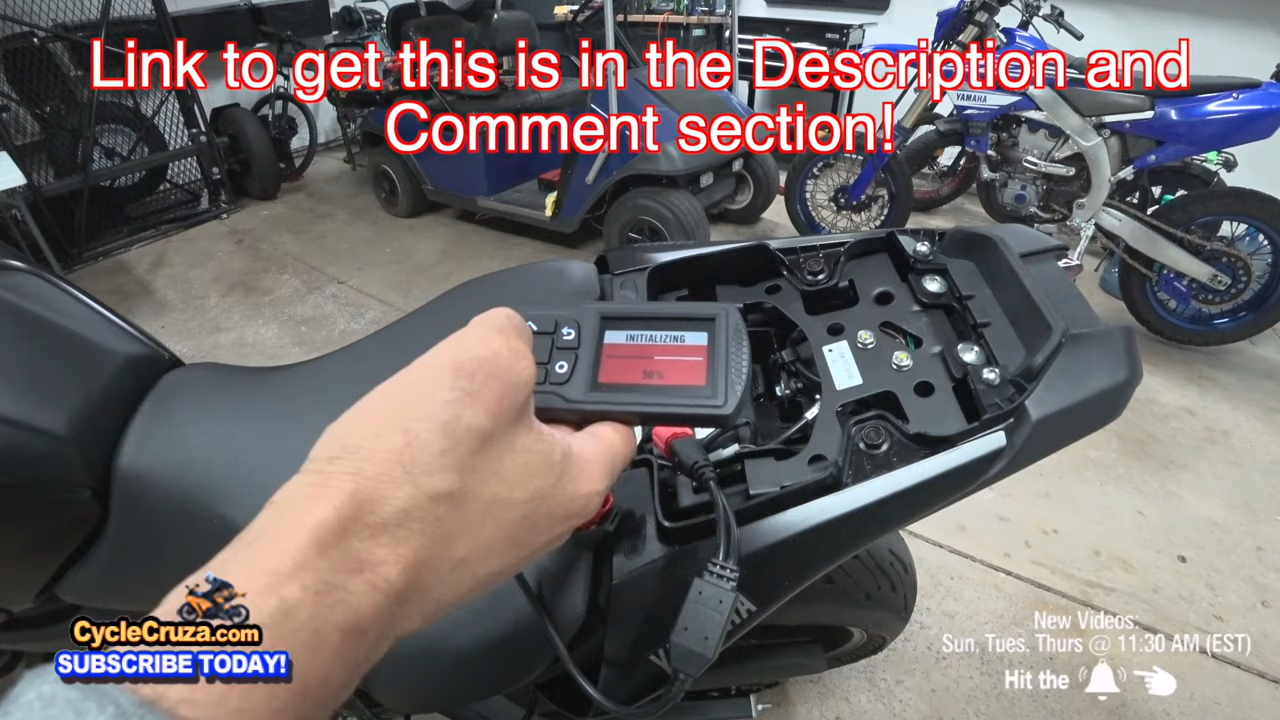 Link to get this is in the Description and
Comment section!
YAMAHA
INITIALIZING
50%
CycleCruza.com
SUBSCRIBE TODAY!
New Videos:
Sun, Tues, Thurs @ 11:30 AM (EST)
Hit the